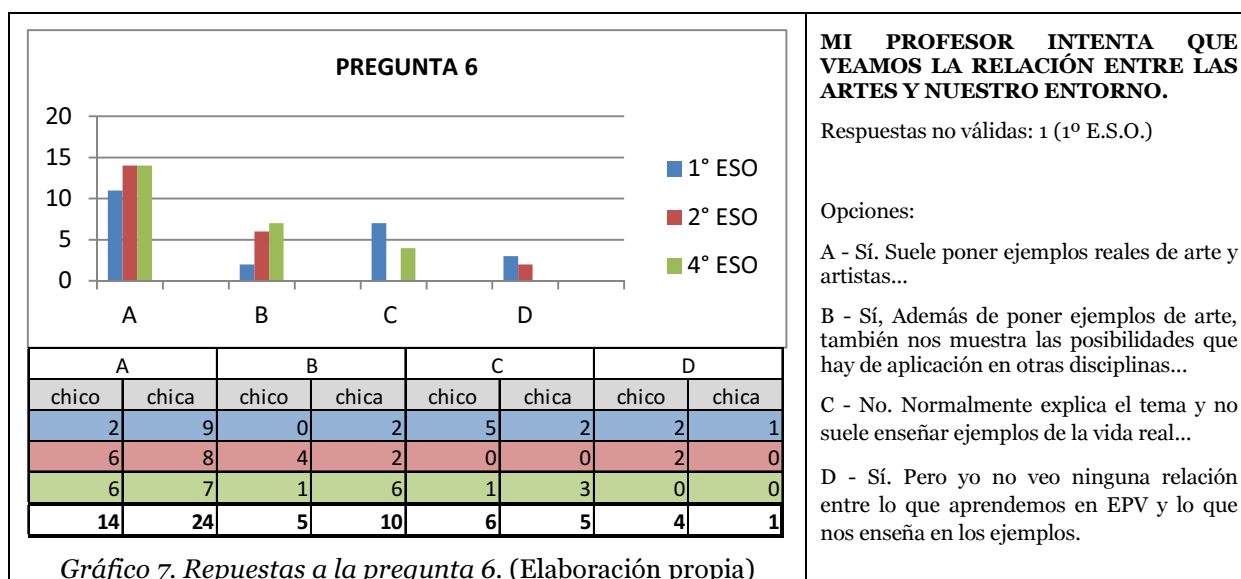 PREGUNTA 6
20
15
10
5
0
A B C D
1° ESO
2° ESO
4° ESO
A B C D
chico chica chico chica chico chica chico chica
2 9 0 2 5 2 2 1
6 8 4 2 0 0 2 0
6 7 1 6 1 3 0 0
14 24 5 10 6 5 4 1
Gráfico 7. Repuestas a la pregunta 6. (Elaboración propia)
MI PROFESOR INTENTA QUE
VEAMOS LA RELACIÓN ENTRE LAS
ARTES Y NUESTRO ENTORNO.
Respuestas no válidas: 1 (1º E.S.O.)
Opciones:
A - Sí. Suele poner ejemplos reales de arte y
artistas...
B - Sí, Además de poner ejemplos de arte,
también nos muestra las posibilidades que
hay de aplicación en otras disciplinas...
C - No. Normalmente explica el tema y no
suele enseñar ejemplos de la vida real...
D - Sí. Pero yo no veo ninguna relación
entre lo que aprendemos en EPV y lo que
nos enseña en los ejemplos.